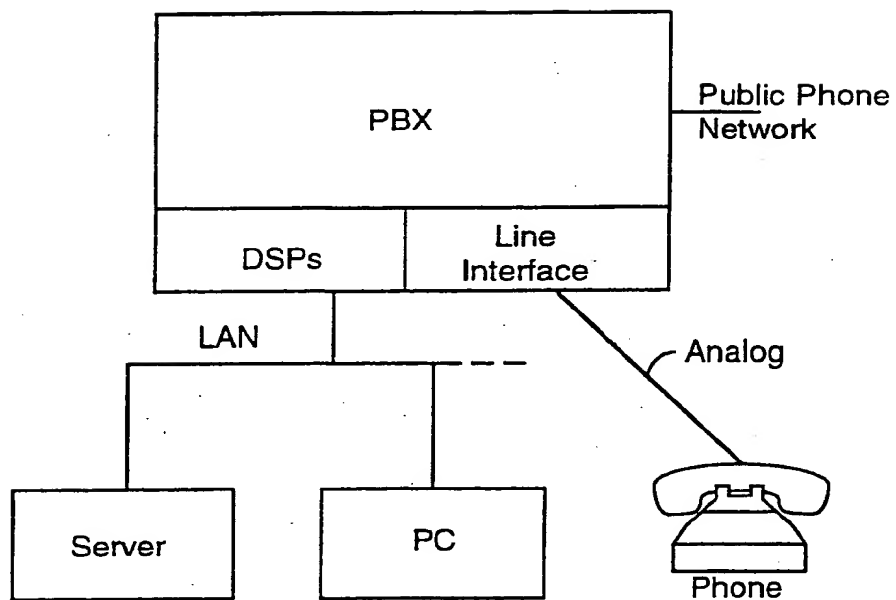 PBX
Public Phone
Network
DSPs
Line
Interface
LAN
Analog
Server
PC
Phone